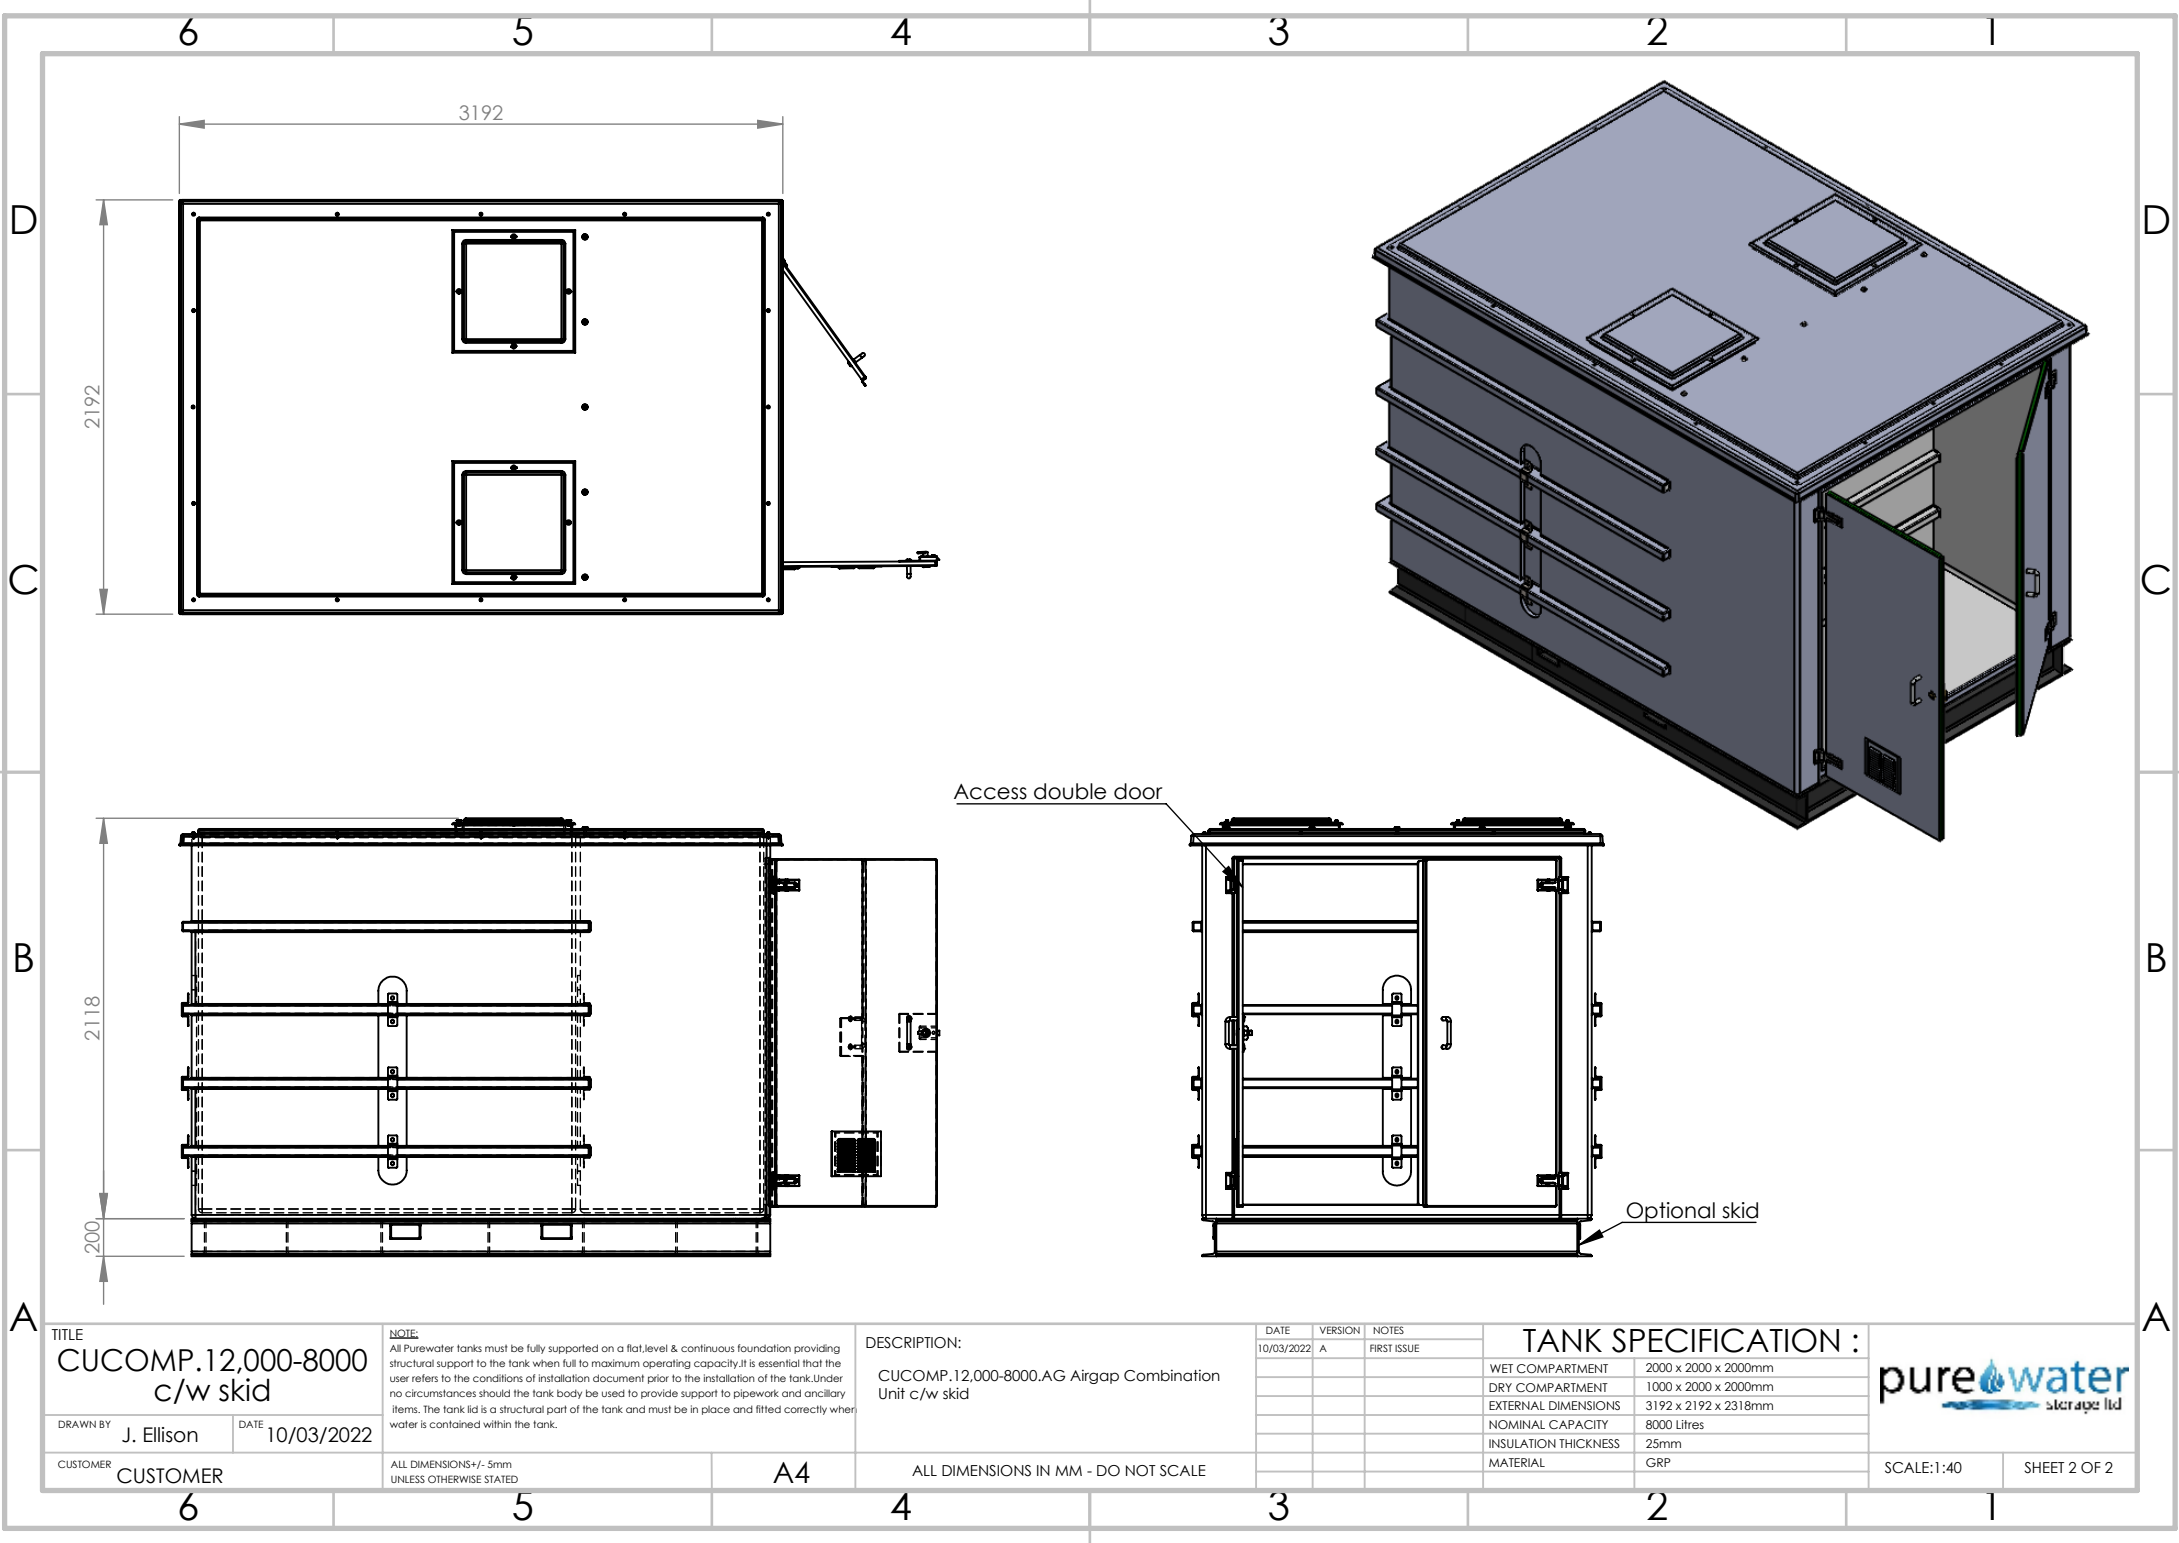 6 5 4 3 2 1
3192
D D
2192
C C
Access double door
B B
2118
Optional skid
200
A A
TITLE
CUCOMP.12,000-8000
c/w skid
DRAWN BY J. Ellison
DATE 10/03/2022
CUSTOMER CUSTOMER
NOTE:
All Purewater tanks must be fully supported on a flat,level & continuous foundation providing
structural support to the tank when full to maximum operating capacity.It is essential that the
user refers to the conditions of installation document prior to the installation of the tank.Under
no circumstances should the tank body be used to provide support to pipework and ancillary
items. The tank lid is a structural part of the tank and must be in place and fitted correctly when
water is contained within the tank.
ALL DIMENSIONS+/- 5mm
UNLESS OTHERWISE STATED
A4
DESCRIPTION:
CUCOMP.12,000-8000.AG Airgap Combination
Unit c/w skid
ALL DIMENSIONS IN MM - DO NOT SCALE
DATE VERSION NOTES
10/03/2022 A FIRST ISSUE
TANK SPECIFICATION :
WET COMPARTMENT 2000 x 2000 x 2000mm
DRY COMPARTMENT 1000 x 2000 x 2000mm
EXTERNAL DIMENSIONS 3192 x 2192 x 2318mm
NOMINAL CAPACITY 8000 Litres
INSULATION THICKNESS 25mm
MATERIAL GRP
pure water
storage ltd
SCALE:1:40
SHEET 2 OF 2
6 5 4 3 2 1